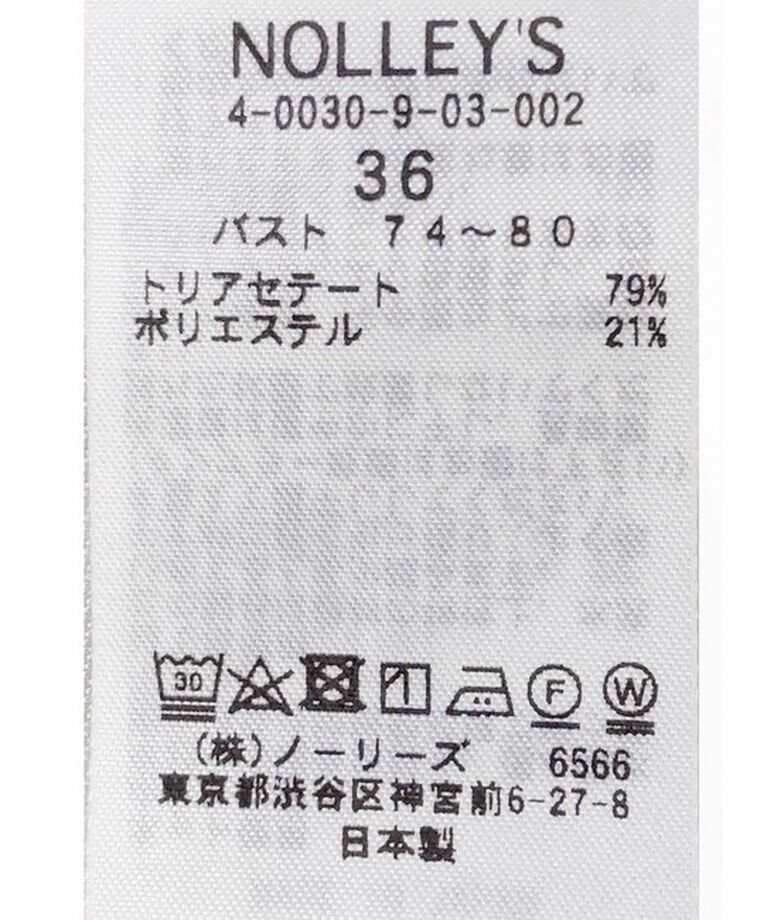 NOLLEY'S
4-0030-9-03-002
36
バスト 74～80
トリアセテート 79%
ポリエステル 21%
30 F W
(株)ノーリーズ 6566
東京都渋谷区神宮前6-27-8
日本製